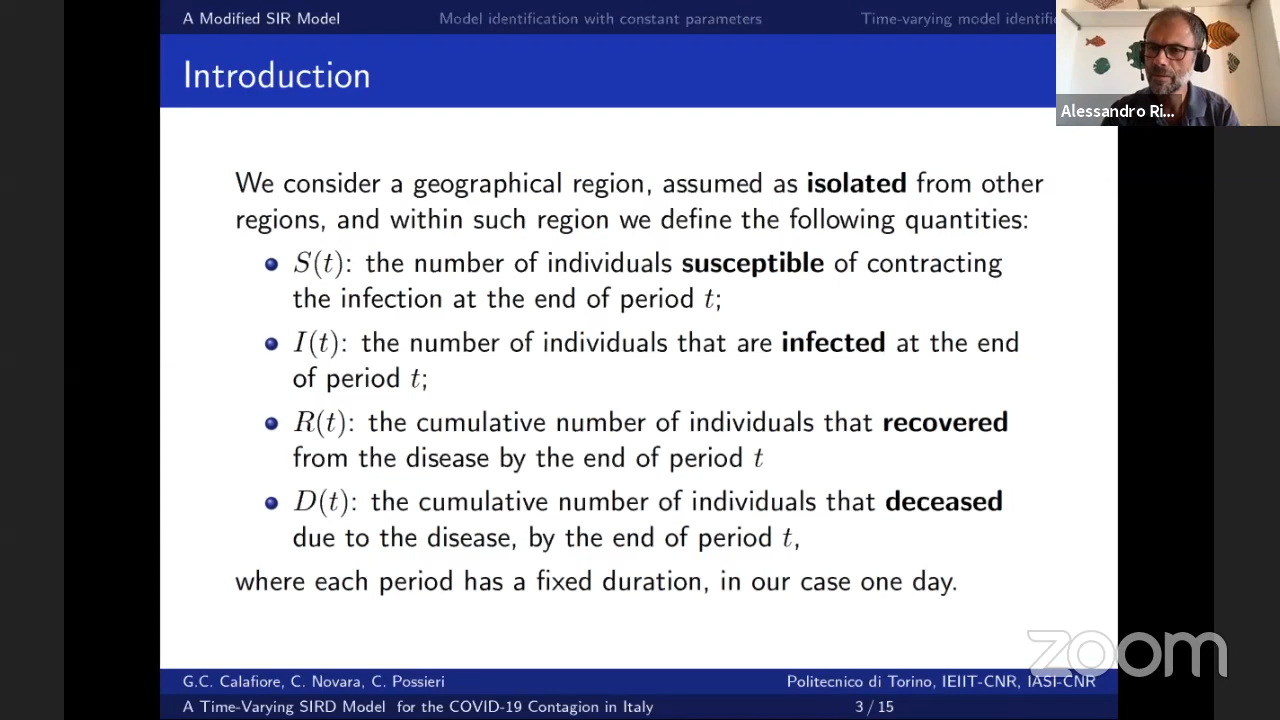 A Modified SIR Model Model identification with constant parameters Time-varying model
Introduction
Alessandro Ri...
We consider a geographical region, assumed as isolated from other
regions, and within such region we define the following quantities:
S(t): the number of individuals susceptible of contracting
the infection at the end of period t;
I(t): the number of individuals that are infected at the end
of period t;
R(t): the cumulative number of individuals that recovered
from the disease by the end of period t
D(t): the cumulative number of individuals that deceased
due to the disease, by the end of period t,
where each period has a fixed duration, in our case one day.
zoom
G.C. Calafiore, C. Novara, C. Possieri Politecnico di Torino, IEIIT-CNR, IASI-CNR
A Time-Varying SIRD Model for the COVID-19 Contagion in Italy 3 / 15